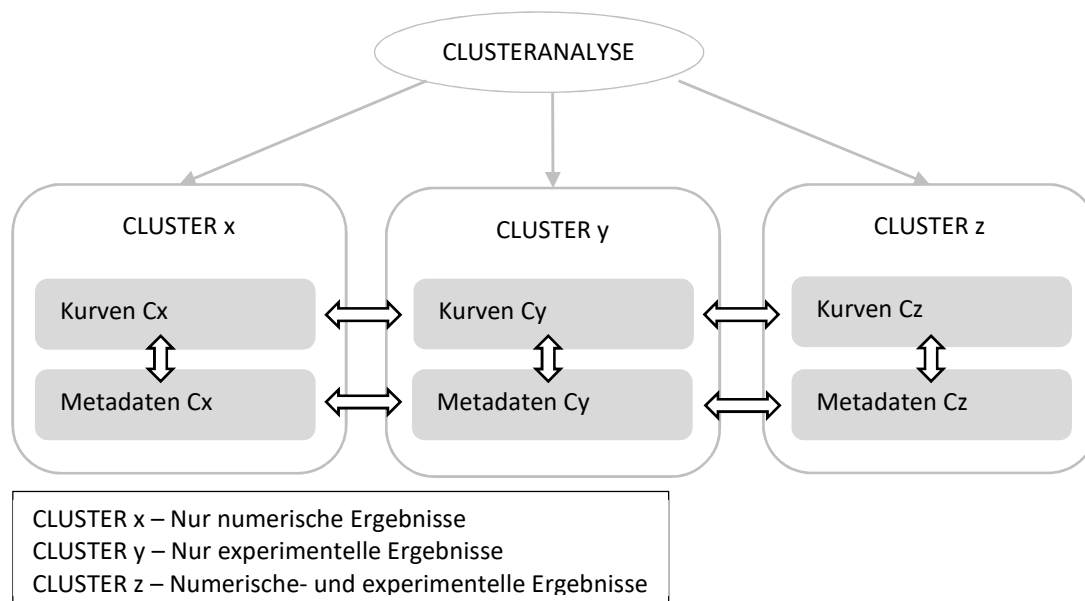 CLUSTERANALYSE
CLUSTER x
CLUSTER y
CLUSTER z
Kurven Cx
Kurven Cy
Kurven Cz
Metadaten Cx
Metadaten Cy
Metadaten Cz
CLUSTER x – Nur numerische Ergebnisse
CLUSTER y – Nur experimentelle Ergebnisse
CLUSTER z – Numerische- und experimentelle Ergebnisse